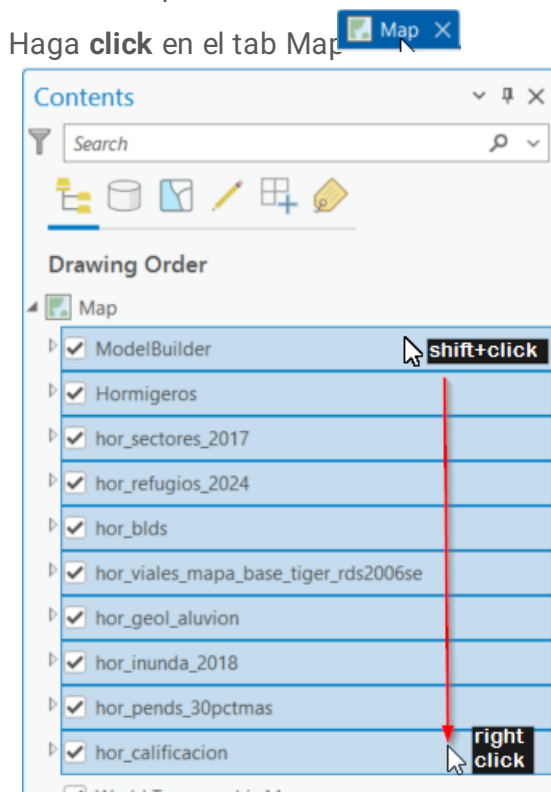 Haga click en el tab Map
Map
Contents
Search
Drawing Order
Map
ModelBuilder
shift+click
Hormigeros
hor_sectores_2017
hor_refugios_2024
hor_blds
hor_viales_mapa_base_tiger_rds2006se
hor_geol_aluvion
hor_inunda_2018
hor_pends_30pctmas
hor_calificacion
right
click